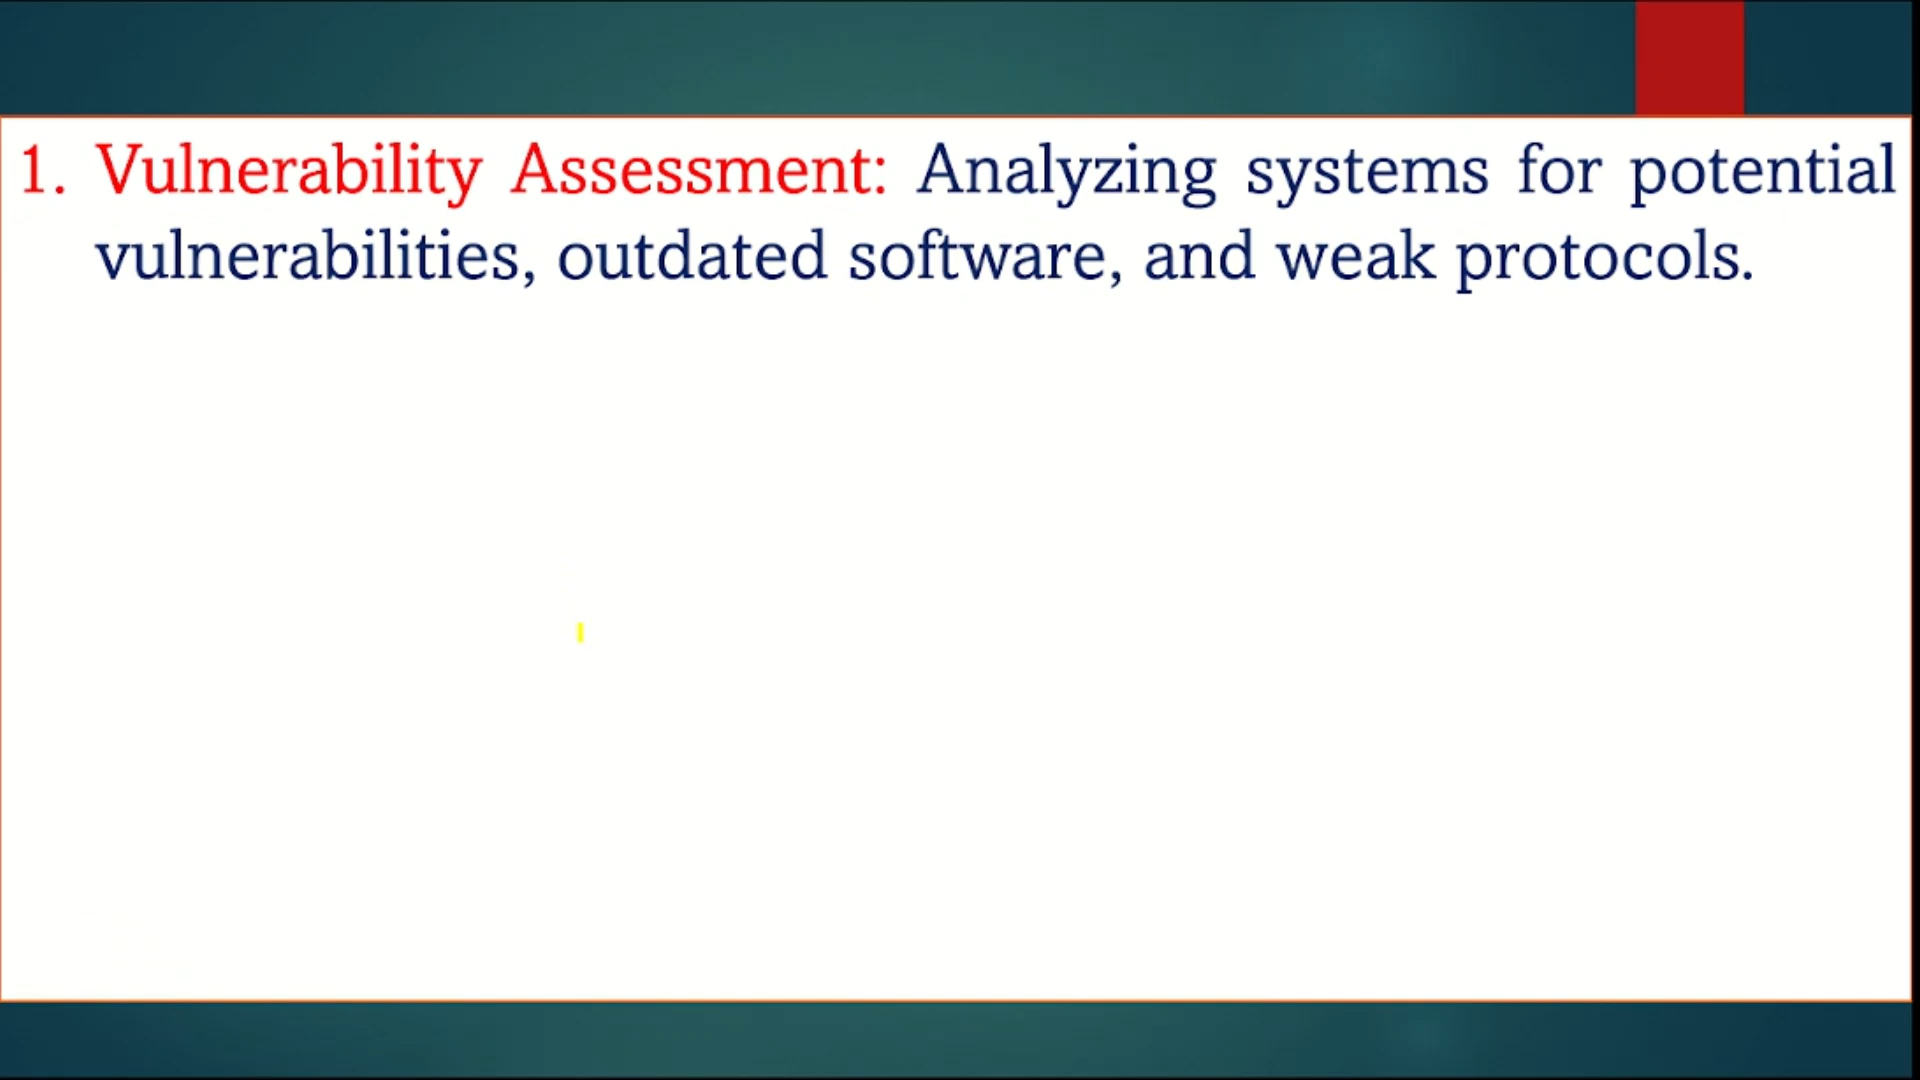 1. Vulnerability Assessment: Analyzing systems for potential
vulnerabilities, outdated software, and weak protocols.